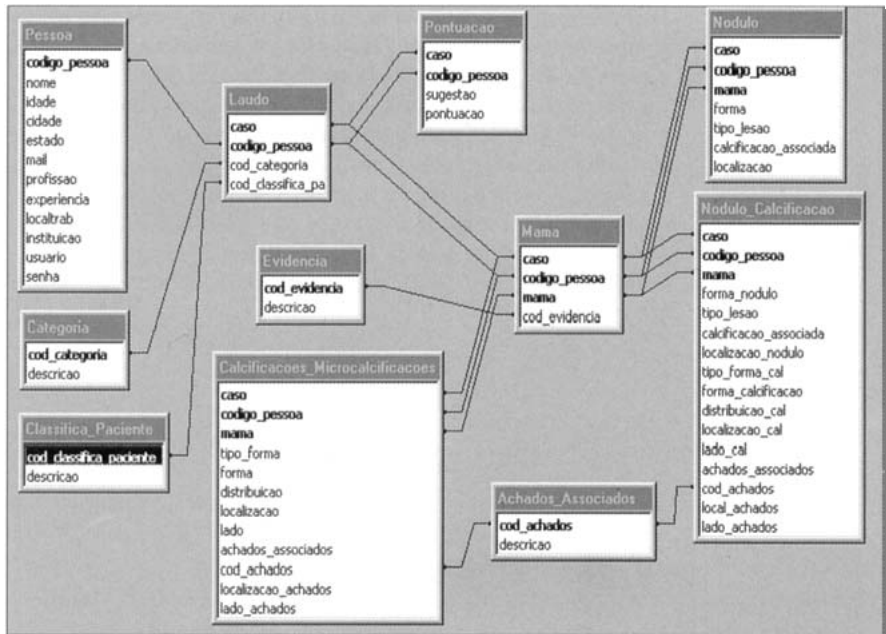 Pessoa
codigo_pessoa
nome
idade
cidade
estado
mail
profissao
experiencia
localtrab
instituicao
usuario
senha
Laudo
caso
codigo_pessoa
cod_categoria
cod_classifica_pa
Pontuacao
caso
codigo_pessoa
sugestao
pontuacao
Nodulo
caso
codigo_pessoa
mama
forma
tipo_lesao
calcificacao_associada
localizacao
Evidencia
cod_evidencia
descricao
Mama
caso
codigo_pessoa
mama
cod_evidencia
Nodulo_Calcificacao
caso
codigo_pessoa
mama
forma_nodulo
tipo_lesao
calcificacao_associada
localizacao_nodulo
tipo_forma_cal
forma_calcificacao
distribuicao_cal
localizacao_cal
lado_cal
achados_associados
cod_achados
local_achados
lado_achados
Categoria
cod_categoria
descricao
Classifica_Paciente
cod_classifica_paciente
descricao
Calcificacoes_Microcalcificacoes
caso
codigo_pessoa
mama
tipo_forma
forma
distribuicao
localizacao
lado
achados_associados
cod_achados
localizacao_achados
lado_achados
Achados_Associados
cod_achados
descricao